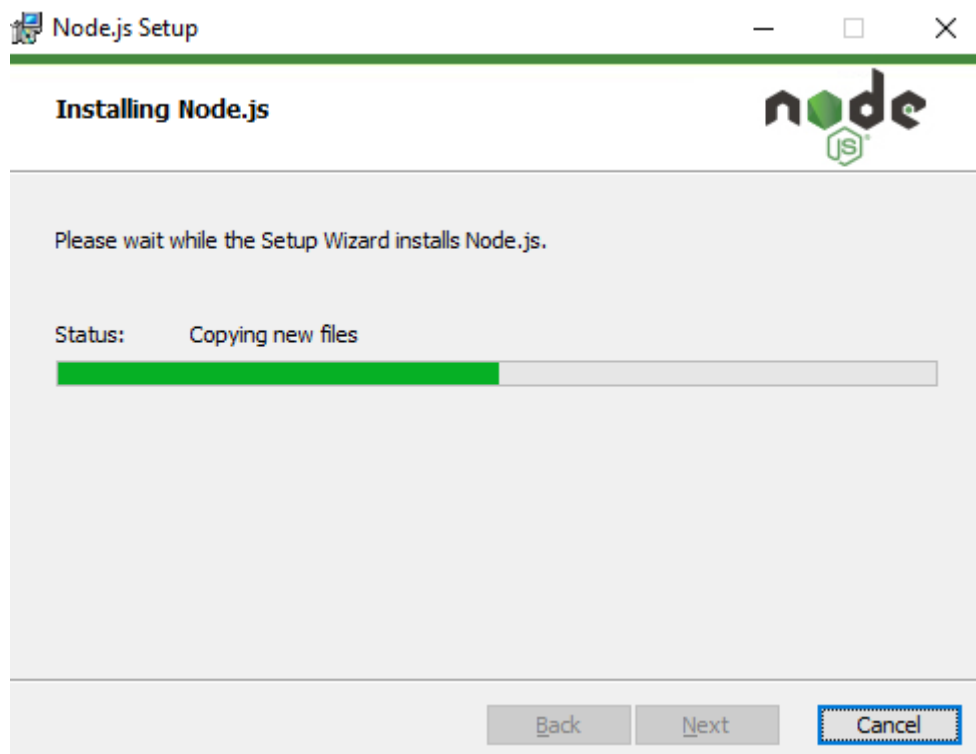 Node.js Setup
Installing Node.js
node
JS
Please wait while the Setup Wizard installs Node.js.
Status: Copying new files
Back Next Cancel